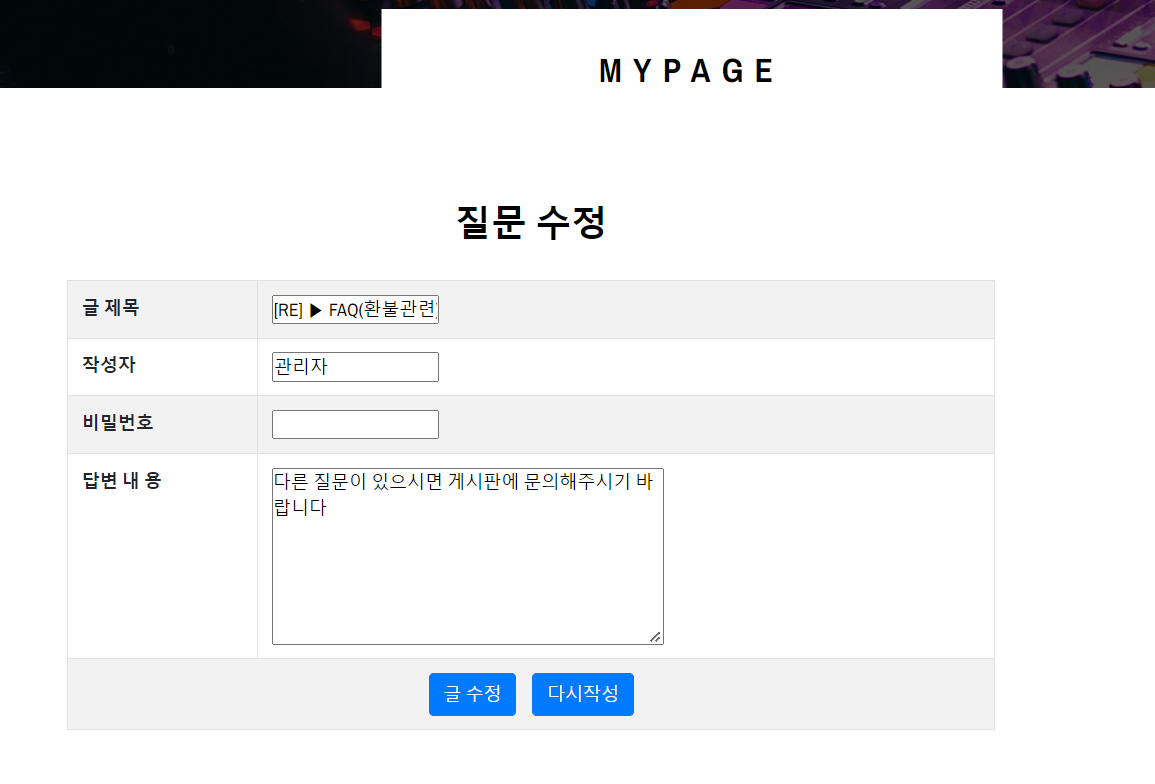 MYPAGE
질문 수정
글 제목
[RE] ▶ FAQ(환불관련)
작성자
관리자
비밀번호
답변 내 용
다른 질문이 있으시면 게시판에 문의해주시기 바
랍니다
글 수정
다시작성